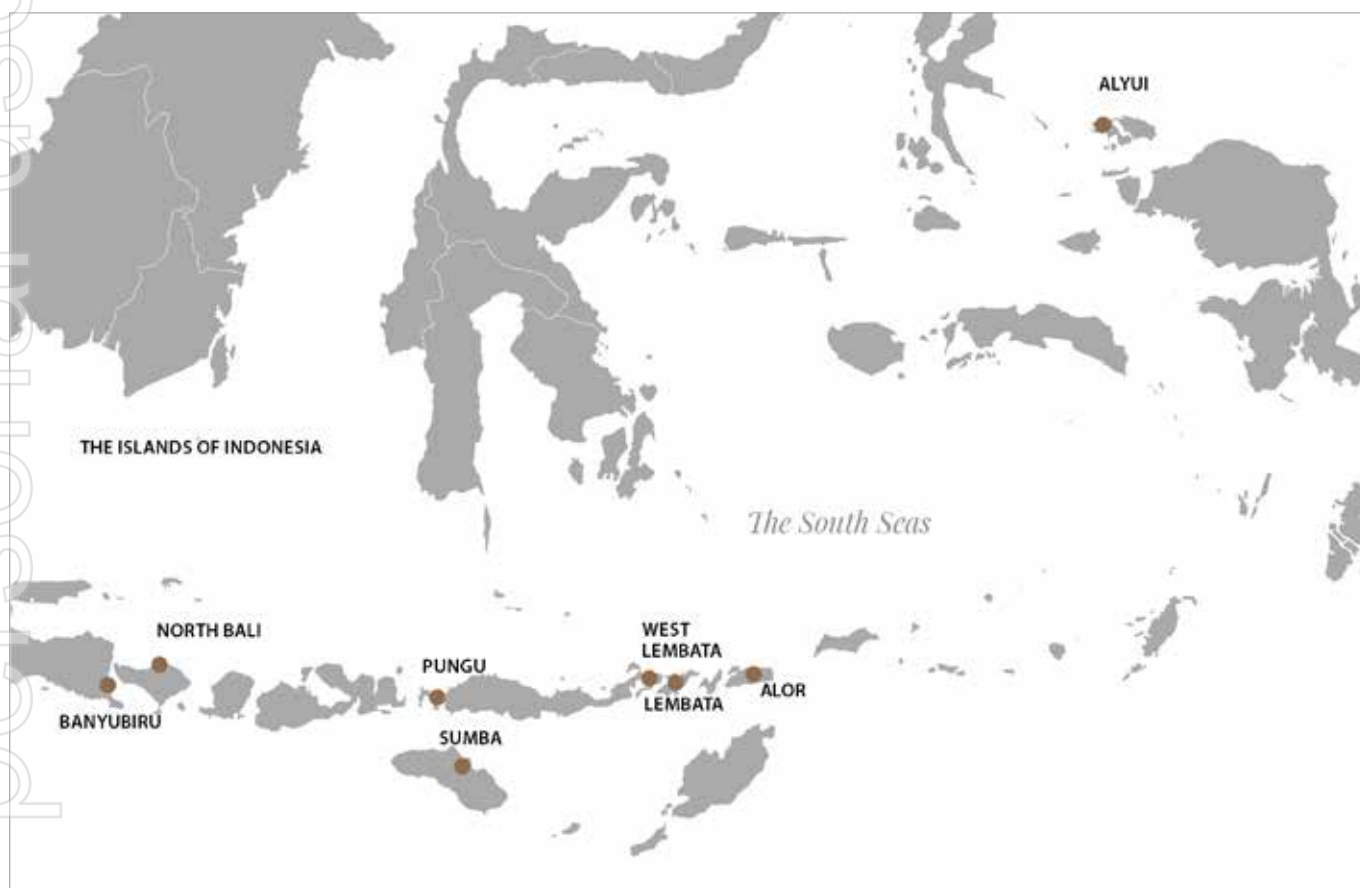 ALYUI
THE ISLANDS OF INDONESIA
The South Seas
NORTH BALI
WEST
LEMBATA
PUNGU
ALOR
LEMBATA
BANYUBIRU
SUMBA